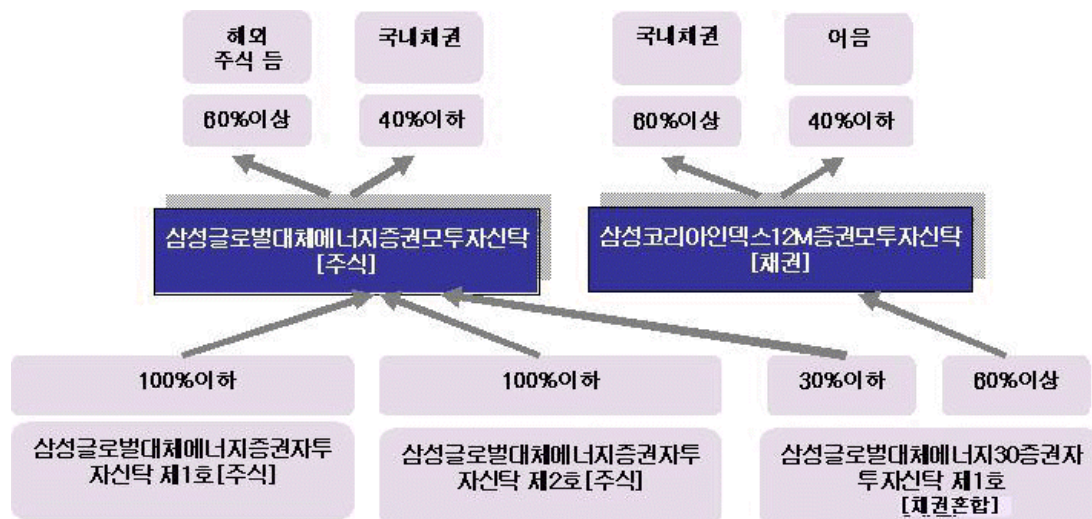 해외
주식 등
국내채권
국내채권
어음
60%이상
40%이하
60%이상
40%이하
삼성글로벌대체에너지증권모투자신탁
[주식]
삼성코리아인덱스12M증권모투자신탁
[채권]
100%이하
100%이하
30%이하
60%이상
삼성글로벌대체에너지증권자투
자신탁 제1호[주식]
삼성글로벌대체에너지증권자투
자신탁 제2호[주식]
삼성글로벌대체에너지30증권자
투자신탁 제1호
[채권혼합]